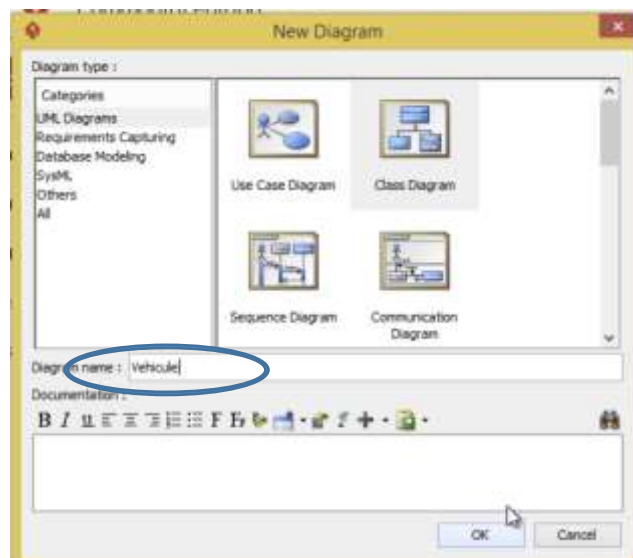 New Diagram
Diagram type :
Categories
UML Diagrams
Requirements Capturing
Database Modeling
SysML
Others
All
Use Case Diagram
Class Diagram
Sequence Diagram
Communication Diagram
Diagram name : Vehicule
Documentation :
OK
Cancel